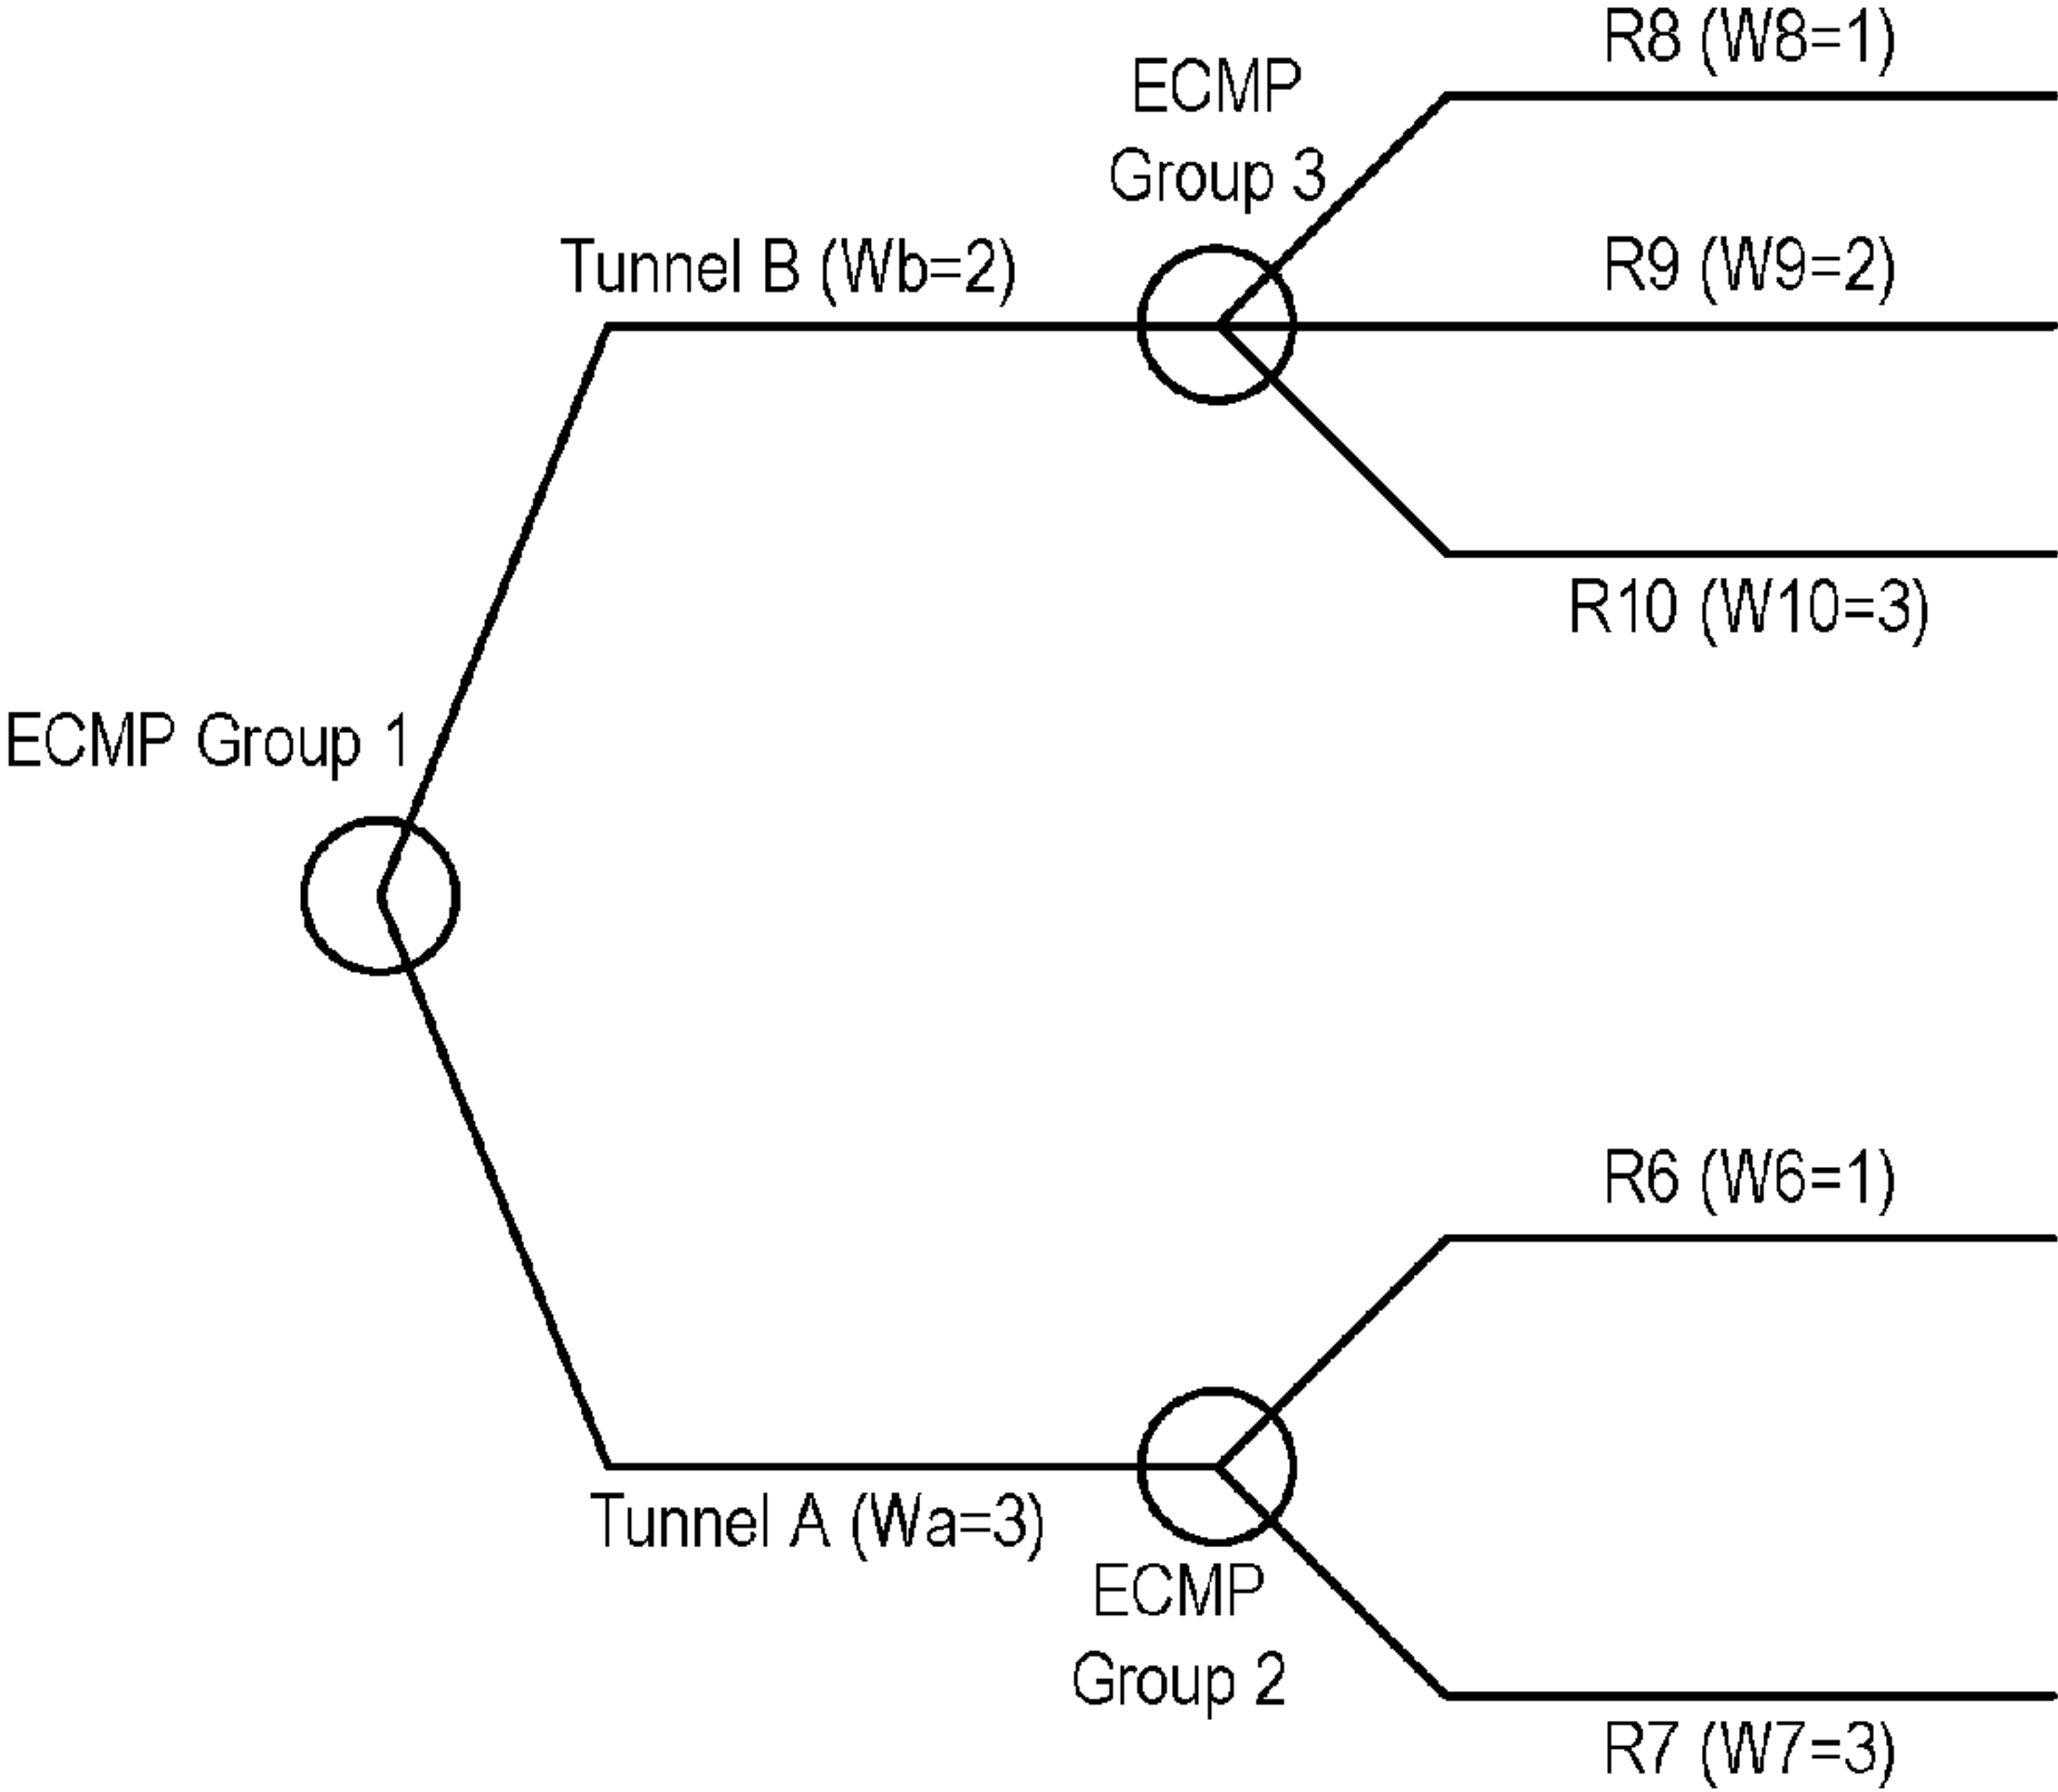 R8 (W8=1)
ECMP
Group 3
R9 (W9=2)
Tunnel B (Wb=2)
R10 (W10=3)
ECMP Group 1
R6 (W6=1)
Tunnel A (Wa=3)
ECMP
Group 2
R7 (W7=3)